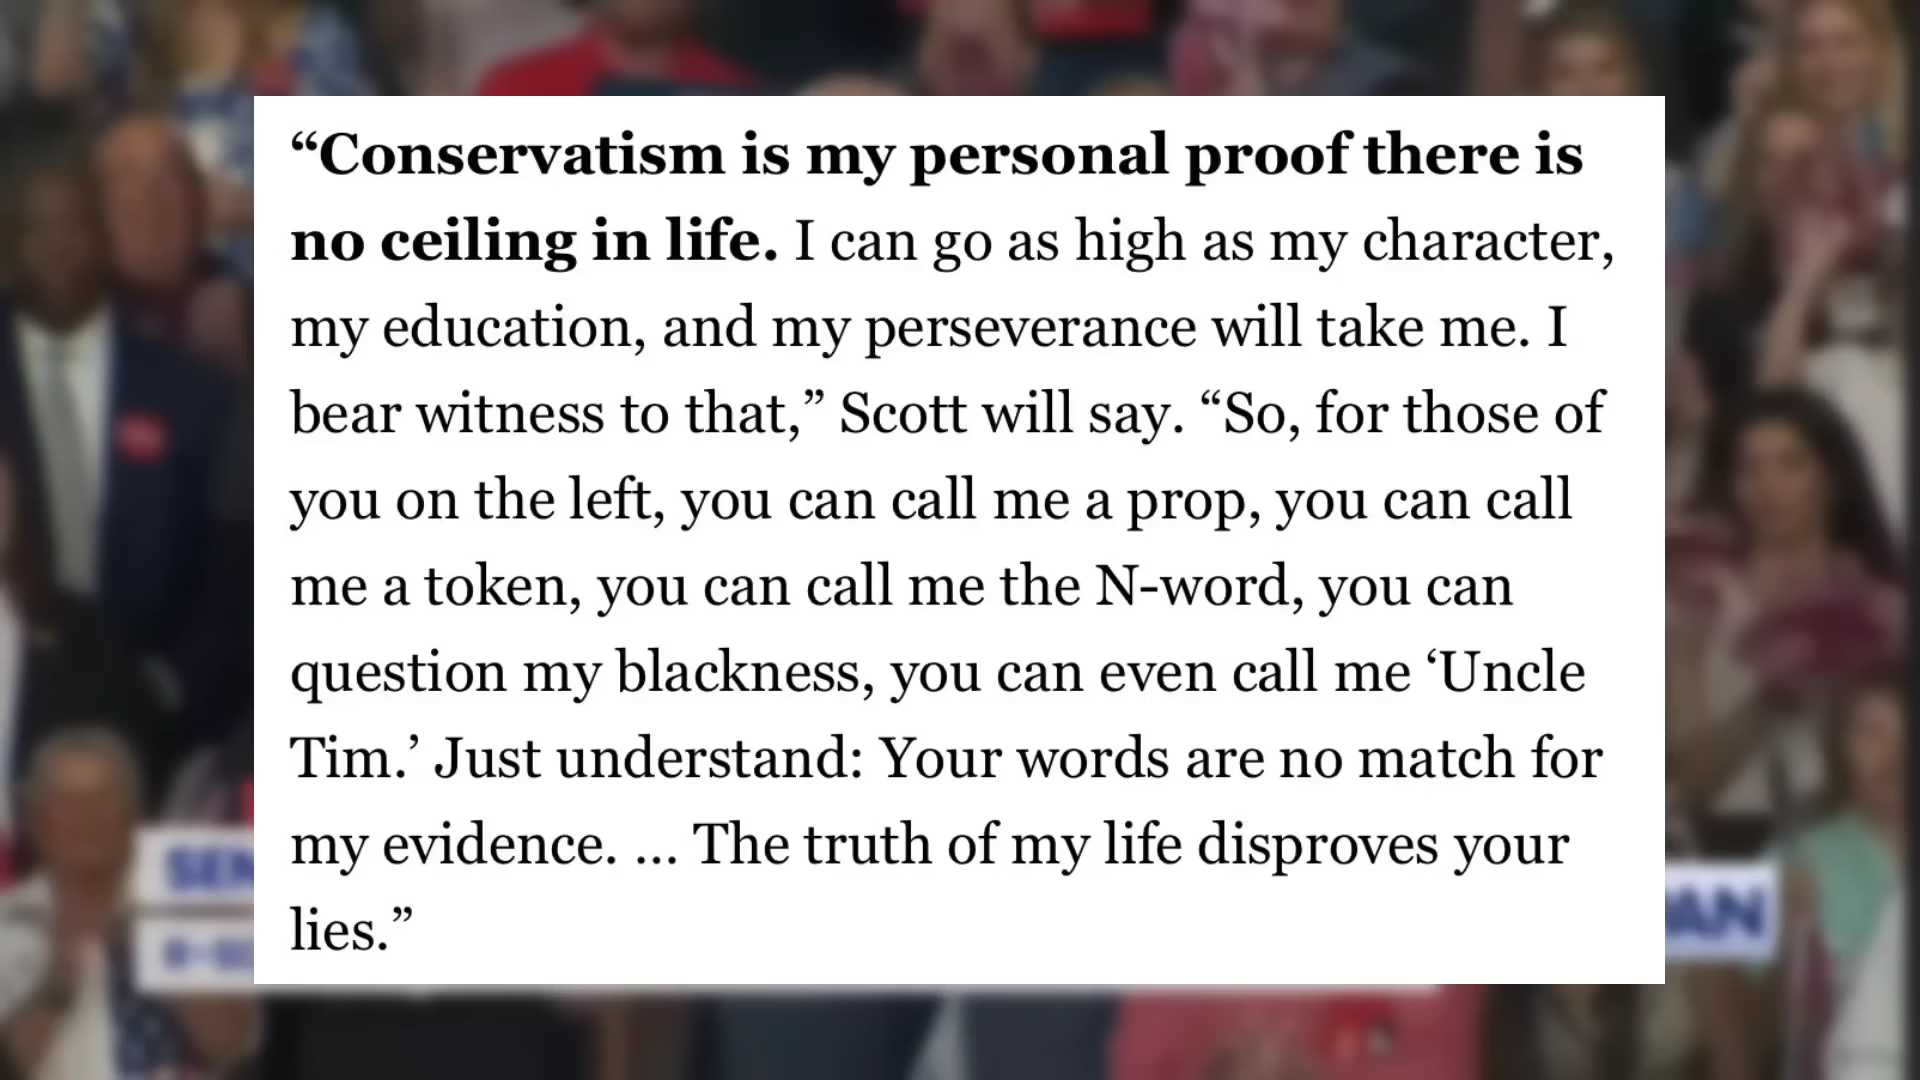 “Conservatism is my personal proof there is
no ceiling in life. I can go as high as my character,
my education, and my perseverance will take me. I
bear witness to that,” Scott will say. “So, for those of
you on the left, you can call me a prop, you can call
me a token, you can call me the N-word, you can
question my blackness, you can even call me ‘Uncle
Tim.’ Just understand: Your words are no match for
my evidence. ... The truth of my life disproves your
lies.”
SEN